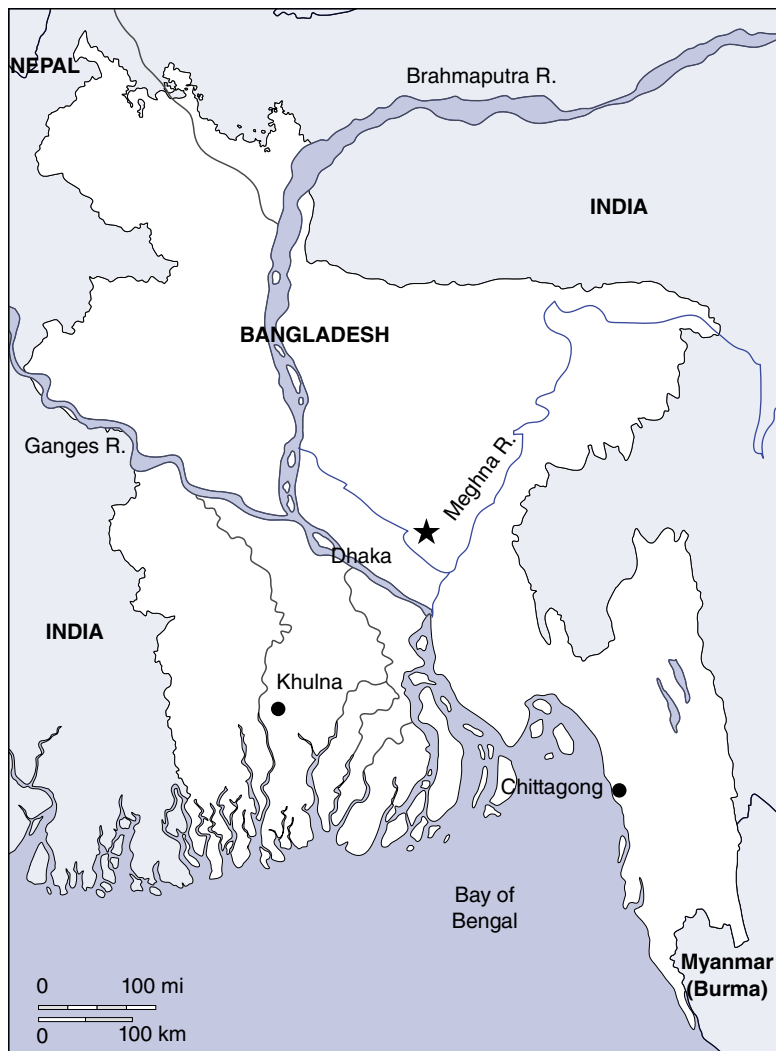 NEPAL
Brahmaputra R.
INDIA
BANGLADESH
Ganges R.
Meghna R.
Dhaka
INDIA
Khulna
Chittagong
Bay of
Bengal
Myanmar
(Burma)
0 100 mi
0 100 km